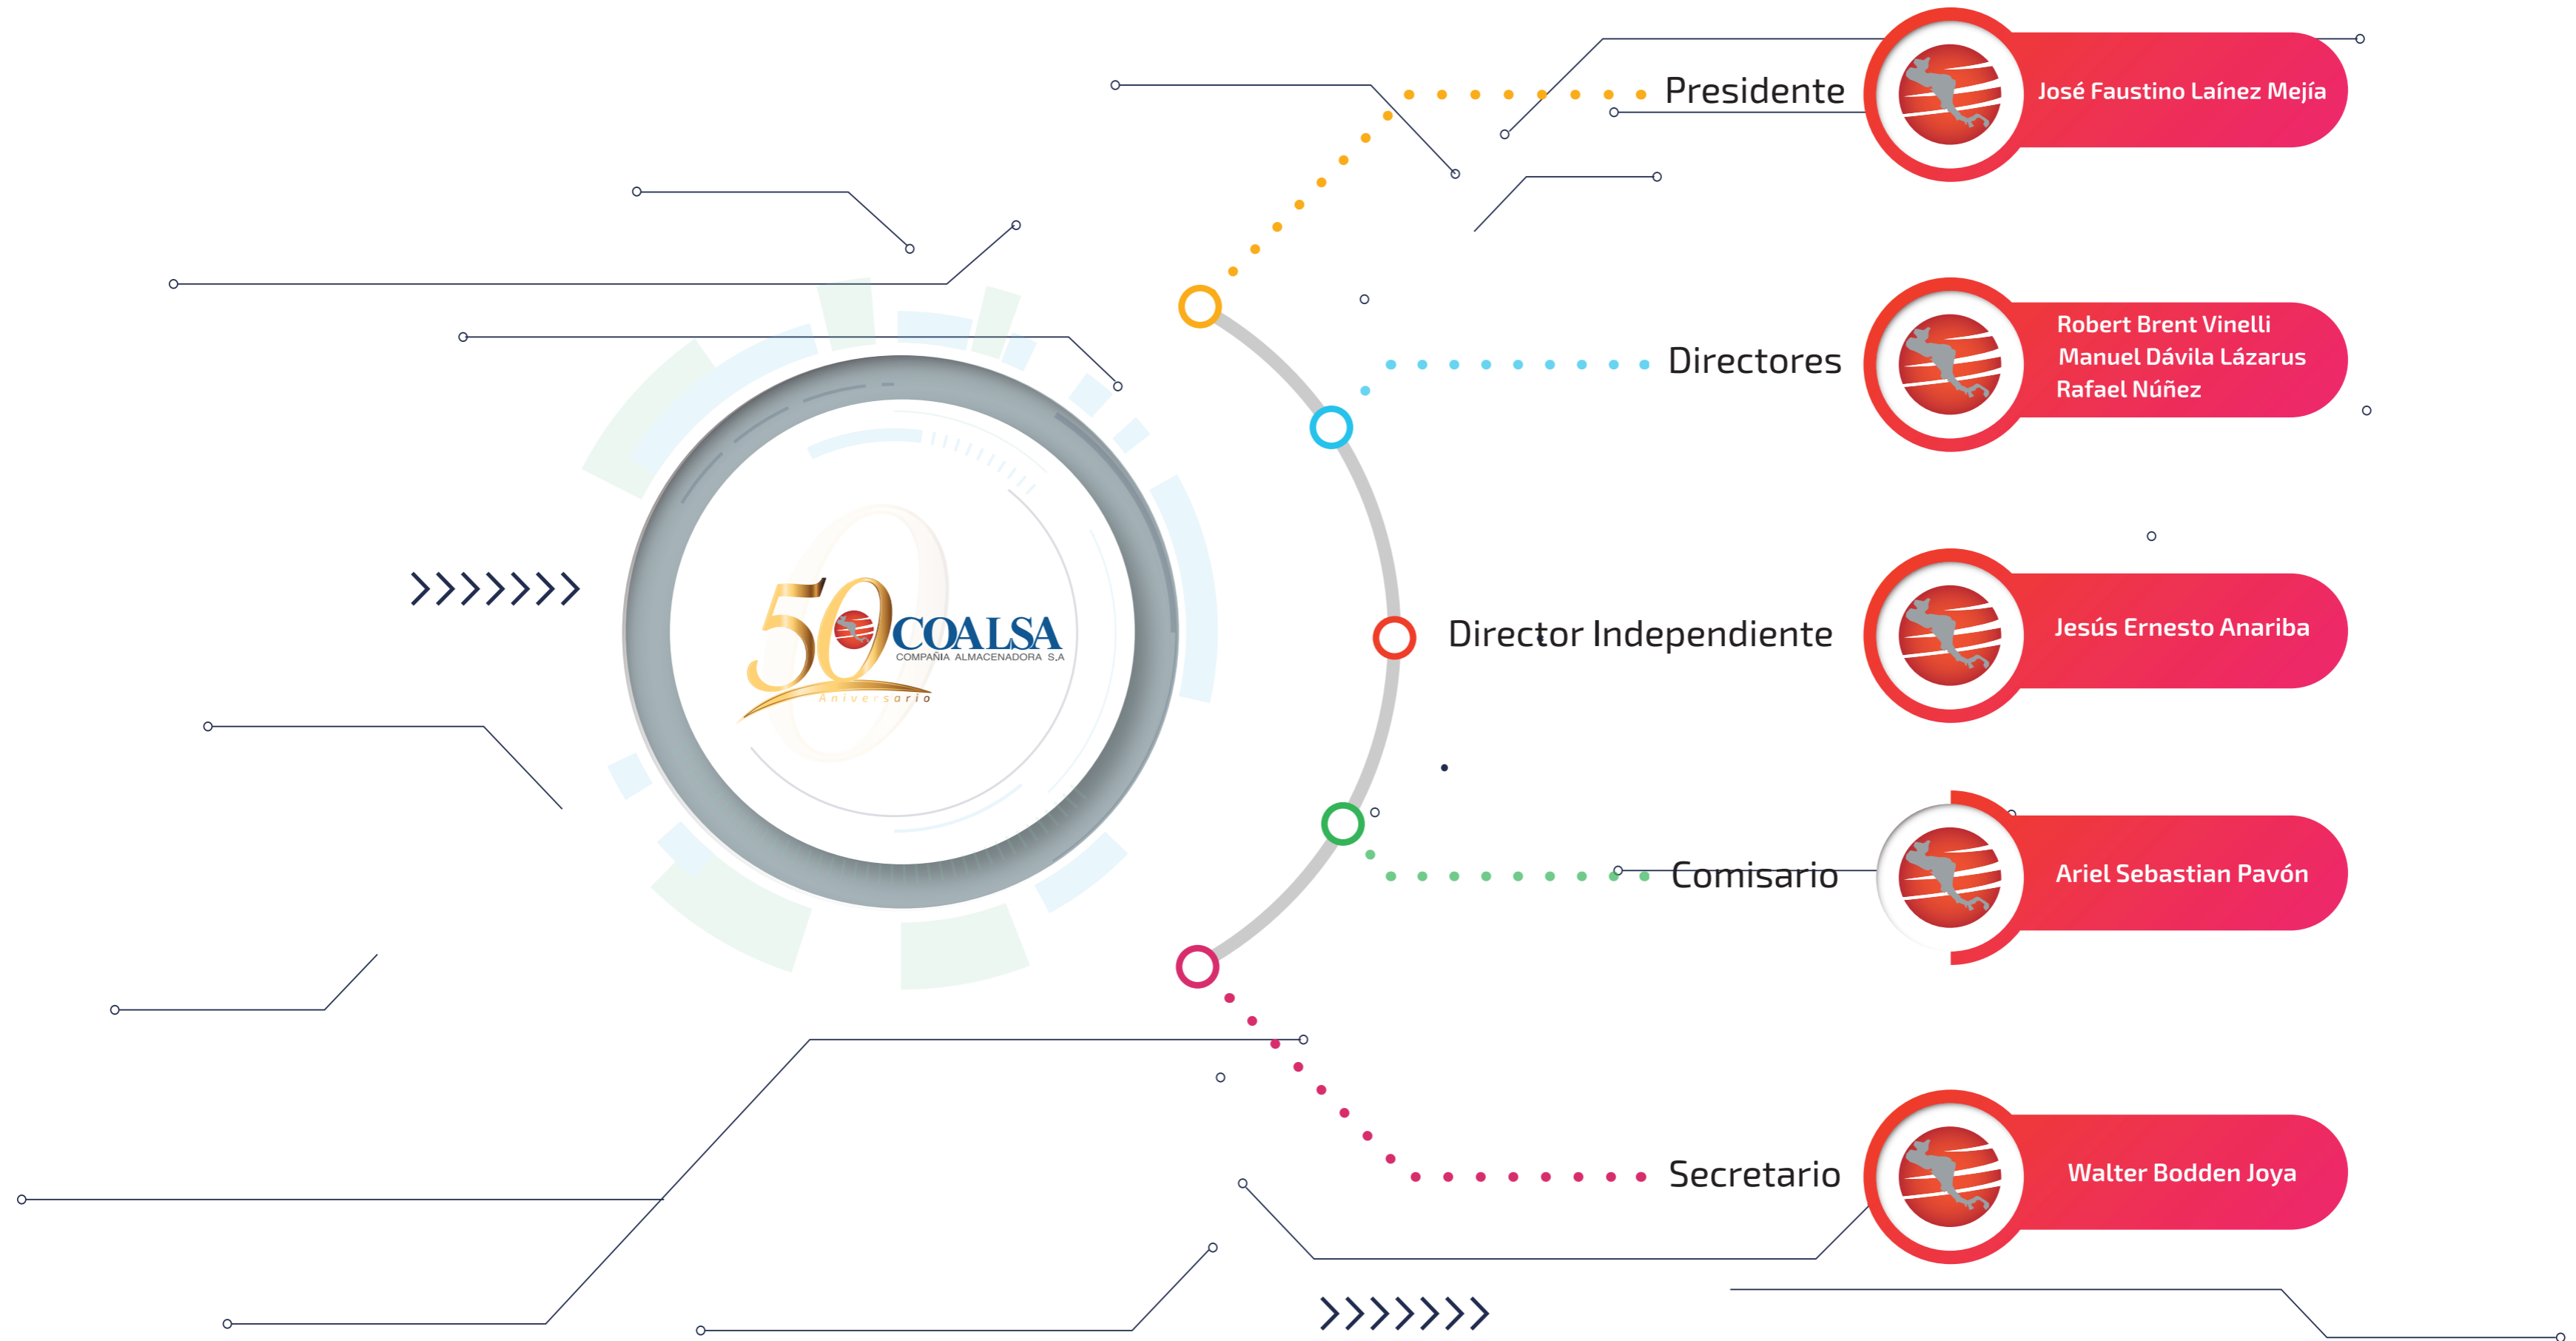 Presidente
José Faustino Laínez Mejía
Directores
Robert Brent Vinelli
Manuel Dávila Lázarus
Rafael Núñez
50 COALSA
COMPAÑIA ALMACENADORA S.A
Aniversario
Director Independiente
Jesús Ernesto Anariba
Comisario
Ariel Sebastian Pavón
Secretario
Walter Bodden Joya